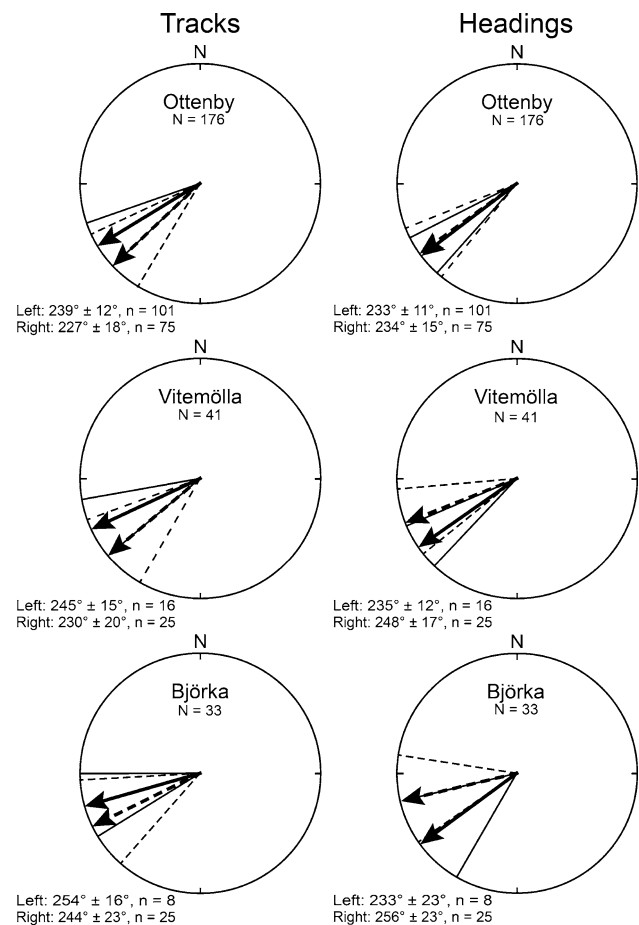 Tracks
Headings
N
Ottenby
N = 176
Left: 239° ± 12°, n = 101
Right: 227° ± 18°, n = 75
N
Ottenby
N = 176
Left: 233° ± 11°, n = 101
Right: 234° ± 15°, n = 75
N
Vitemölla
N = 41
Left: 245° ± 15°, n = 16
Right: 230° ± 20°, n = 25
N
Vitemölla
N = 41
Left: 235° ± 12°, n = 16
Right: 248° ± 17°, n = 25
N
Björka
N = 33
Left: 254° ± 16°, n = 8
Right: 244° ± 23°, n = 25
N
Björka
N = 33
Left: 233° ± 23°, n = 8
Right: 256° ± 23°, n = 25